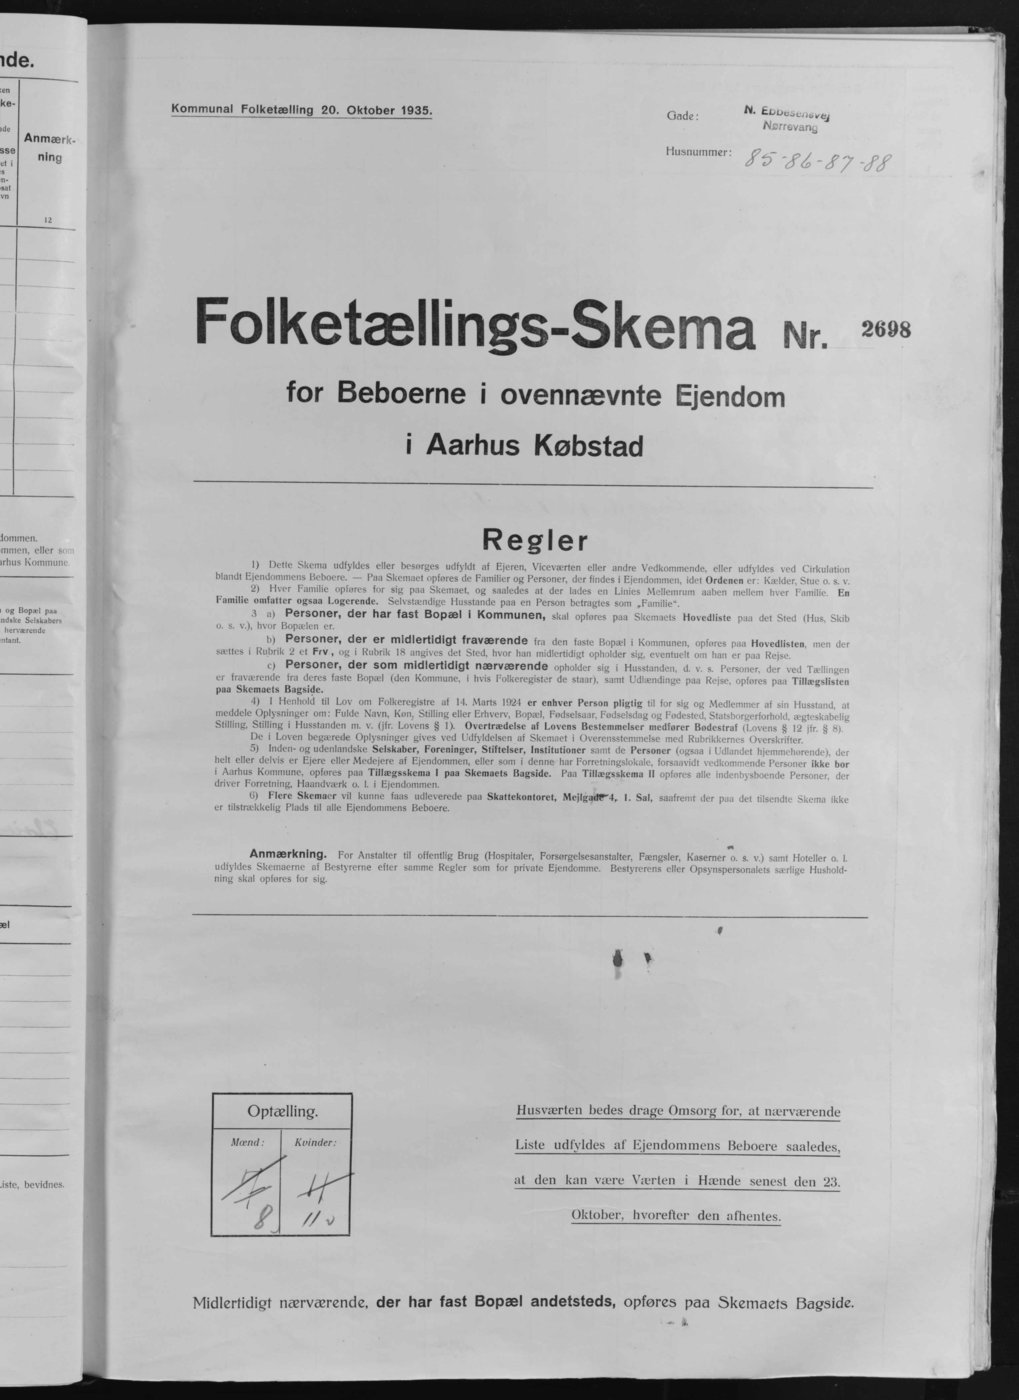 nde.
Anmærk-
ning
12
Kommunal Folketælling 20. Oktober 1935.
Gade: N. Ebbesensvej
Nørrevang
Husnummer: 85-86-87-88
Folketællings-Skema Nr. 2698
for Beboerne i ovennævnte Ejendom
i Aarhus Købstad
Regler
1) Dette Skema udfyldes eller besørges udfyldt af Ejeren, Viceværten eller andre Vedkommende, eller udfyldes ved Cirkulation
blandt Ejendommens Beboere. — Paa Skemaet opføres de Familier og Personer, der findes i Ejendommen, idet Ordenen er: Kælder, Stue o. s. v.
2) Hver Familie opføres for sig paa Skemaet, og saaledes at der lades en Linies Mellemrum aaben mellem hver Familie. En
Familie omfatter ogsaa Logerende. Selvstændige Husstande paa en Person betragtes som „Familie“.
3 a) Personer, der har fast Bopæl i Kommunen, skal opføres paa Skemaets Hovedliste paa det Sted (Hus, Skib
o. s. v.), hvor Bopælen er.
b) Personer, der er midlertidigt fraværende fra den faste Bopæl i Kommunen, opføres paa Hovedlisten, men der
sættes i Rubrik 2 et Frv., og i Rubrik 18 angives det Sted, hvor han midlertidigt opholder sig, eventuelt om han er paa Rejse.
c) Personer, der som midlertidigt nærværende opholder sig i Husstanden, d. v. s. Personer, der ved Tællingen
er fraværende fra deres faste Bopæl (den Kommune, i hvis Folkeregister de staar), samt Udlændinge paa Rejse, opføres paa Tillægslisten
paa Skemaets Bagside.
4) I Henhold til Lov om Folkeregistre af 14. Marts 1924 er enhver Person pligtig til for sig og Medlemmer af sin Husstand, at
meddele Oplysninger om: Fulde Navn, Køn, Stilling eller Erhverv, Bopæl, Fødselsaar, Fødselsdag og Fødested, Statsborgerforhold, ægteskabelig
Stilling, Stilling i Husstanden m. v. (jfr. Lovens § 1). Overtrædelse af Lovens Bestemmelser medfører Bødestraf (Lovens § 12 jfr. § 8).
De i Loven begærede Oplysninger gives ved Udfyldelsen af Skemaet i Overensstemmelse med Rubrikkernes Overskrifter.
5) Inden- og udenlandske Selskaber, Foreninger, Stiftelser, Institutioner samt de Personer (ogsaa i Udlandet hjemmehørende), der
helt eller delvis er Ejere eller Medejere af Ejendommen, eller som i denne har Forretningslokale, forsaavidt vedkommende Personer ikke bor
i Aarhus Kommune, opføres paa Tillægsskema I paa Skemaets Bagside. Paa Tillægsskema II opføres alle indenbysboende Personer, der
driver Forretning, Haandværk o. l. i Ejendommen.
6) Flere Skemaer vil kunne faas udleverede paa Skattekontoret, Mejlgade 4, 1. Sal, saafremt der paa det tilsendte Skema ikke
er tilstrækkelig Plads til alle Ejendommens Beboere.
Anmærkning. For Anstalter til offentlig Brug (Hospitaler, Forsørgelsesanstalter, Fængsler, Kaserner o. s. v.) samt Hoteller o. l.
udfyldes Skemaerne af Bestyrerne efter samme Regler som for private Ejendomme. Bestyrerens eller Opsynspersonalets særlige Hushold-
ning skal opføres for sig.
Optælling.
Mænd: Kvinder:
8 11
Husværten bedes drage Omsorg for, at nærværende
Liste udfyldes af Ejendommens Beboere saaledes,
at den kan være Værten i Hænde senest den 23.
Oktober, hvorefter den afhentes.
Midlertidigt nærværende, der har fast Bopæl andetsteds, opføres paa Skemaets Bagside.